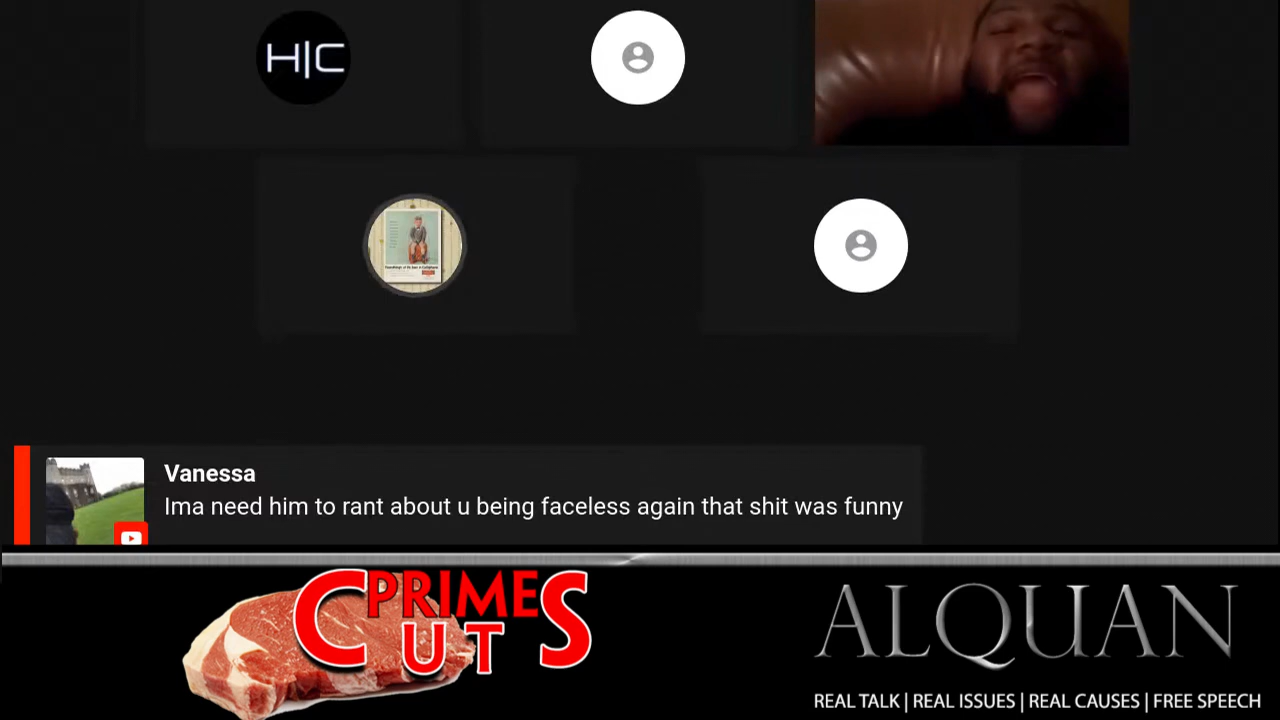 H|C
Vanessa
Ima need him to rant about u being faceless again that shit was funny
PRIME
CUTS
ALQUAN
REAL TALK | REAL ISSUES | REAL CAUSES | FREE SPEECH